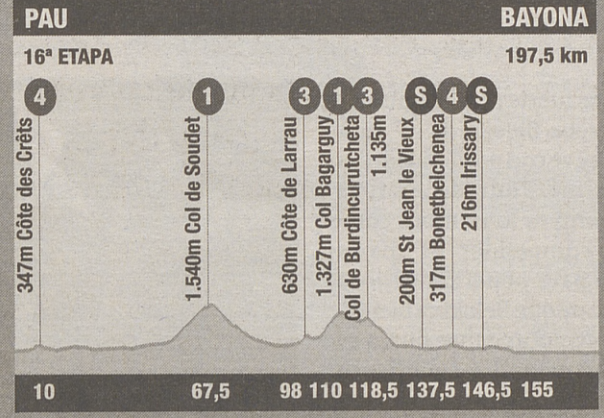 PAU
BAYONA
16ª ETAPA
197,5 km
4
1
3
1
3
S
4
S
347m Côte des Crêts
1.540m Col de Soudet
630m Côte de Larrau
1.327m Col Bagarguy
Col de Burdincurutcheta
1.135m
200m St Jean le Vieux
317m Bonetbelchenea
216m Irissary
10 67,5 98 110 118,5 137,5 146,5 155